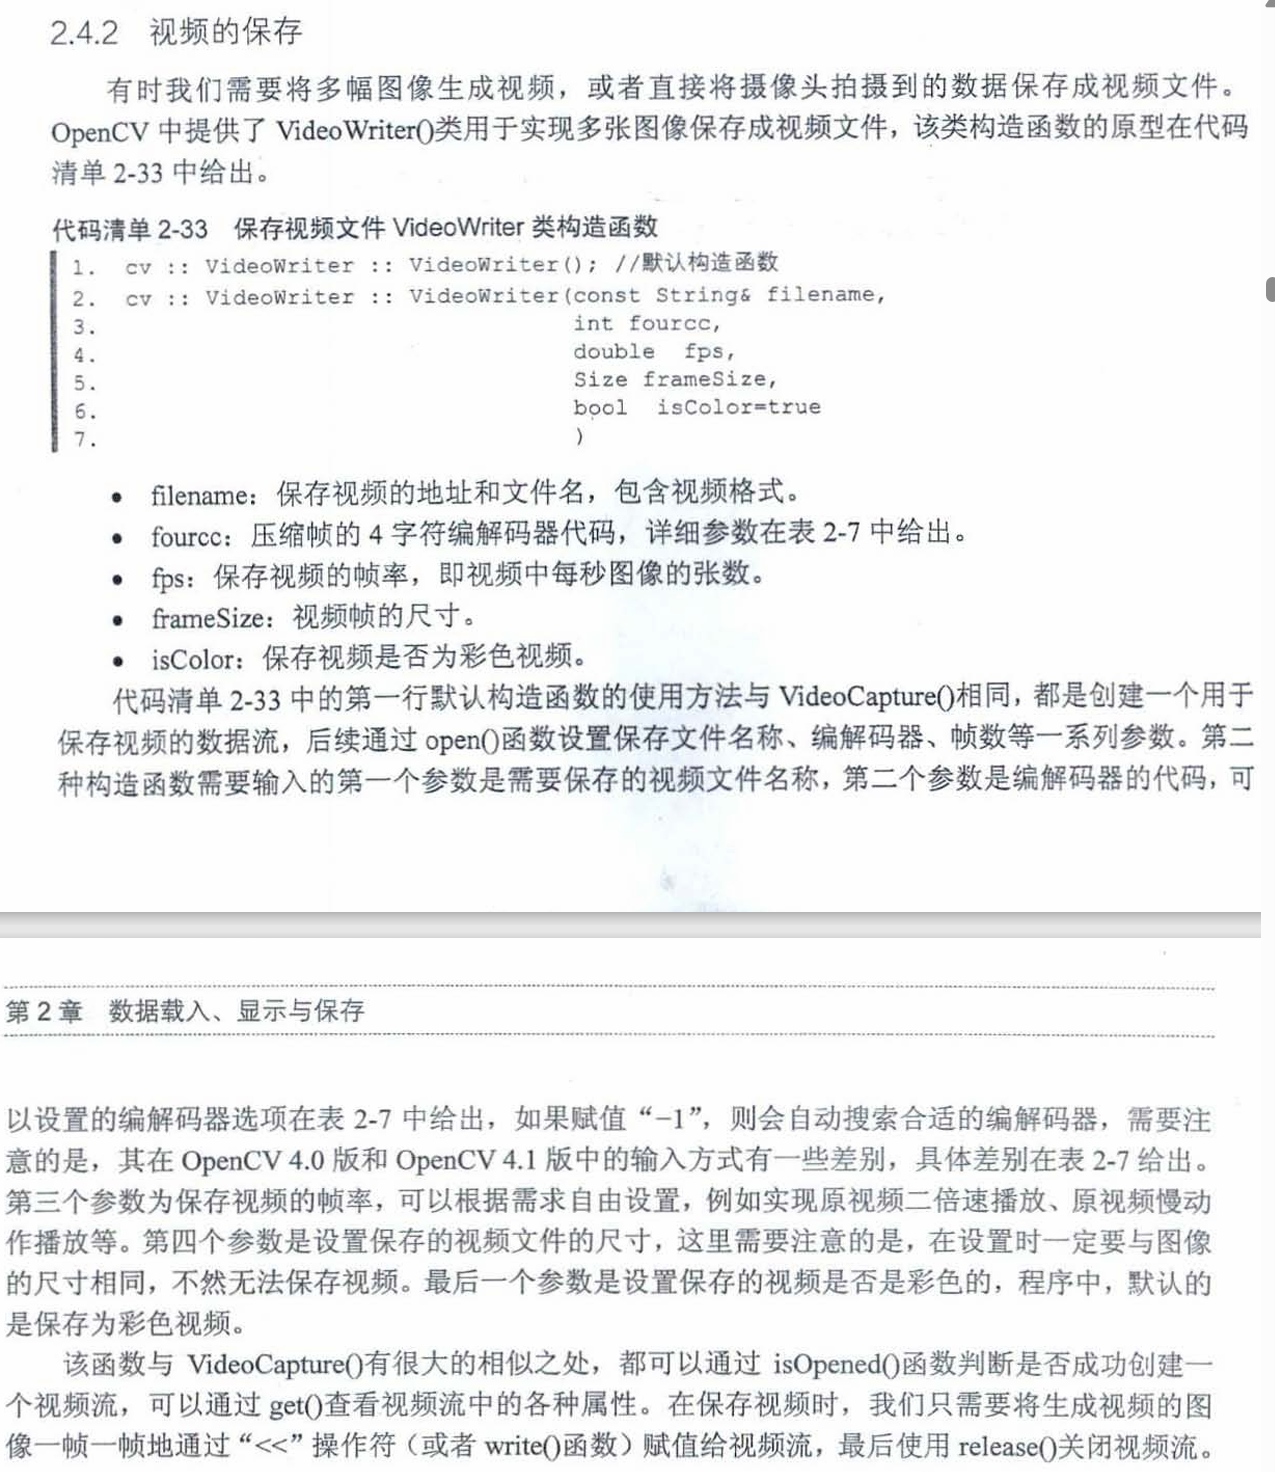 2.4.2 视频的保存
有时我们需要将多幅图像生成视频，或者直接将摄像头拍摄到的数据保存成视频文件。
OpenCV 中提供了 VideoWriter()类用于实现多张图像保存成视频文件，该类构造函数的原型在代码
清单 2-33 中给出。
代码清单 2-33 保存视频文件 VideoWriter 类构造函数
1. cv :: VideoWriter :: VideoWriter(); //默认构造函数
2. cv :: VideoWriter :: VideoWriter(const String& filename,
3. int fourcc,
4. double fps,
5. Size frameSize,
6. bool isColor=true
7. )
• filename：保存视频的地址和文件名，包含视频格式。
• fourcc：压缩帧的 4 字符编解码器代码，详细参数在表 2-7 中给出。
• fps：保存视频的帧率，即视频中每秒图像的张数。
• frameSize：视频帧的尺寸。
• isColor：保存视频是否为彩色视频。
代码清单 2-33 中的第一行默认构造函数的使用方法与 VideoCapture()相同，都是创建一个用于
保存视频的数据流，后续通过 open()函数设置保存文件名称、编解码器、帧数等一系列参数。第二
种构造函数需要输入的第一个参数是需要保存的视频文件名称，第二个参数是编解码器的代码，可
第 2 章 数据载入、显示与保存
以设置的编解码器选项在表 2-7 中给出，如果赋值“−1”，则会自动搜索合适的编解码器，需要注
意的是，其在 OpenCV 4.0 版和 OpenCV 4.1 版中的输入方式有一些差别，具体差别在表 2-7 给出。
第三个参数为保存视频的帧率，可以根据需求自由设置，例如实现原视频二倍速播放、原视频慢动
作播放等。第四个参数是设置保存的视频文件的尺寸，这里需要注意的是，在设置时一定要与图像
的尺寸相同，不然无法保存视频。最后一个参数是设置保存的视频是否是彩色的，程序中，默认的
是保存为彩色视频。
该函数与 VideoCapture()有很大的相似之处，都可以通过 isOpened()函数判断是否成功创建一
个视频流，可以通过 get()查看视频流中的各种属性。在保存视频时，我们只需要将生成视频的图
像一帧一帧地通过“<<”操作符（或者 write()函数）赋值给视频流，最后使用 release()关闭视频流。